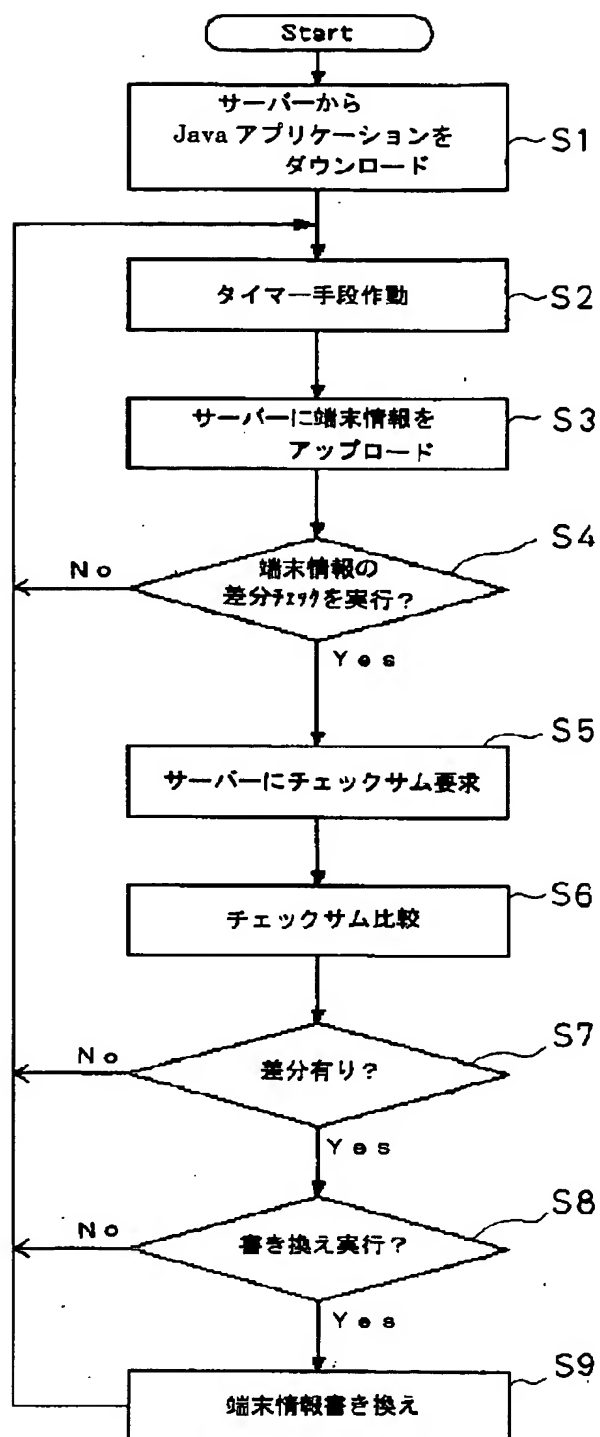 Start
サーバーから
Java アプリケーションを
ダウンロード
S1
タイマー手段作動
S2
サーバーに端末情報を
アップロード
S3
S4
端末情報の
差分ﾁｪｯｸを実行？
No
Yes
S5
サーバーにチェックサム要求
S6
チェックサム比較
S7
差分有り？
No
Yes
S8
書き換え実行？
No
Yes
S9
端末情報書き換え